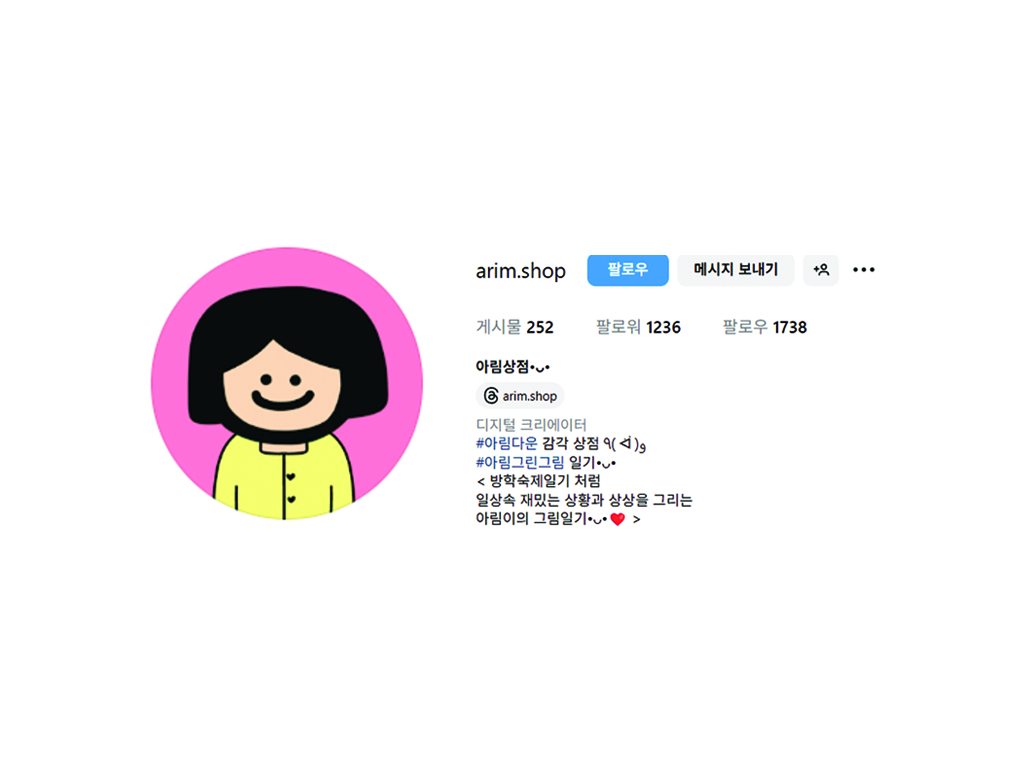 arim.shop 팔로우 메시지 보내기
게시물 252 팔로워 1236 팔로우 1738
아림상점•ᴗ•
arim.shop
디지털 크리에이터
#아림다운 감각 상점 ٩( ᐛ )و
#아림그린그림 일기•ᴗ•
< 방학숙제일기 처럼
일상속 재밌는 상황과 상상을 그리는
아림이의 그림일기•ᴗ•❤️ >